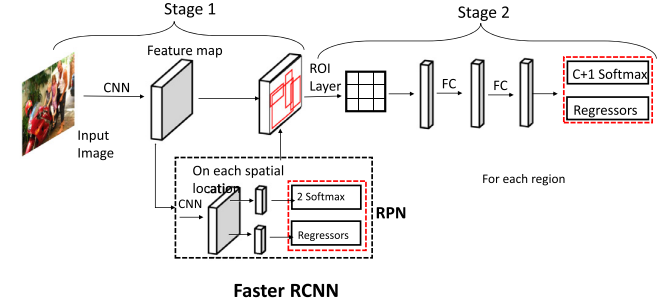 Stage 1
Stage 2
Feature map
CNN
ROI
Layer
FC
FC
C+1 Softmax
Regressors
Input
Image
For each region
On each spatial
location
CNN
2 Softmax
Regressors
RPN
Faster RCNN